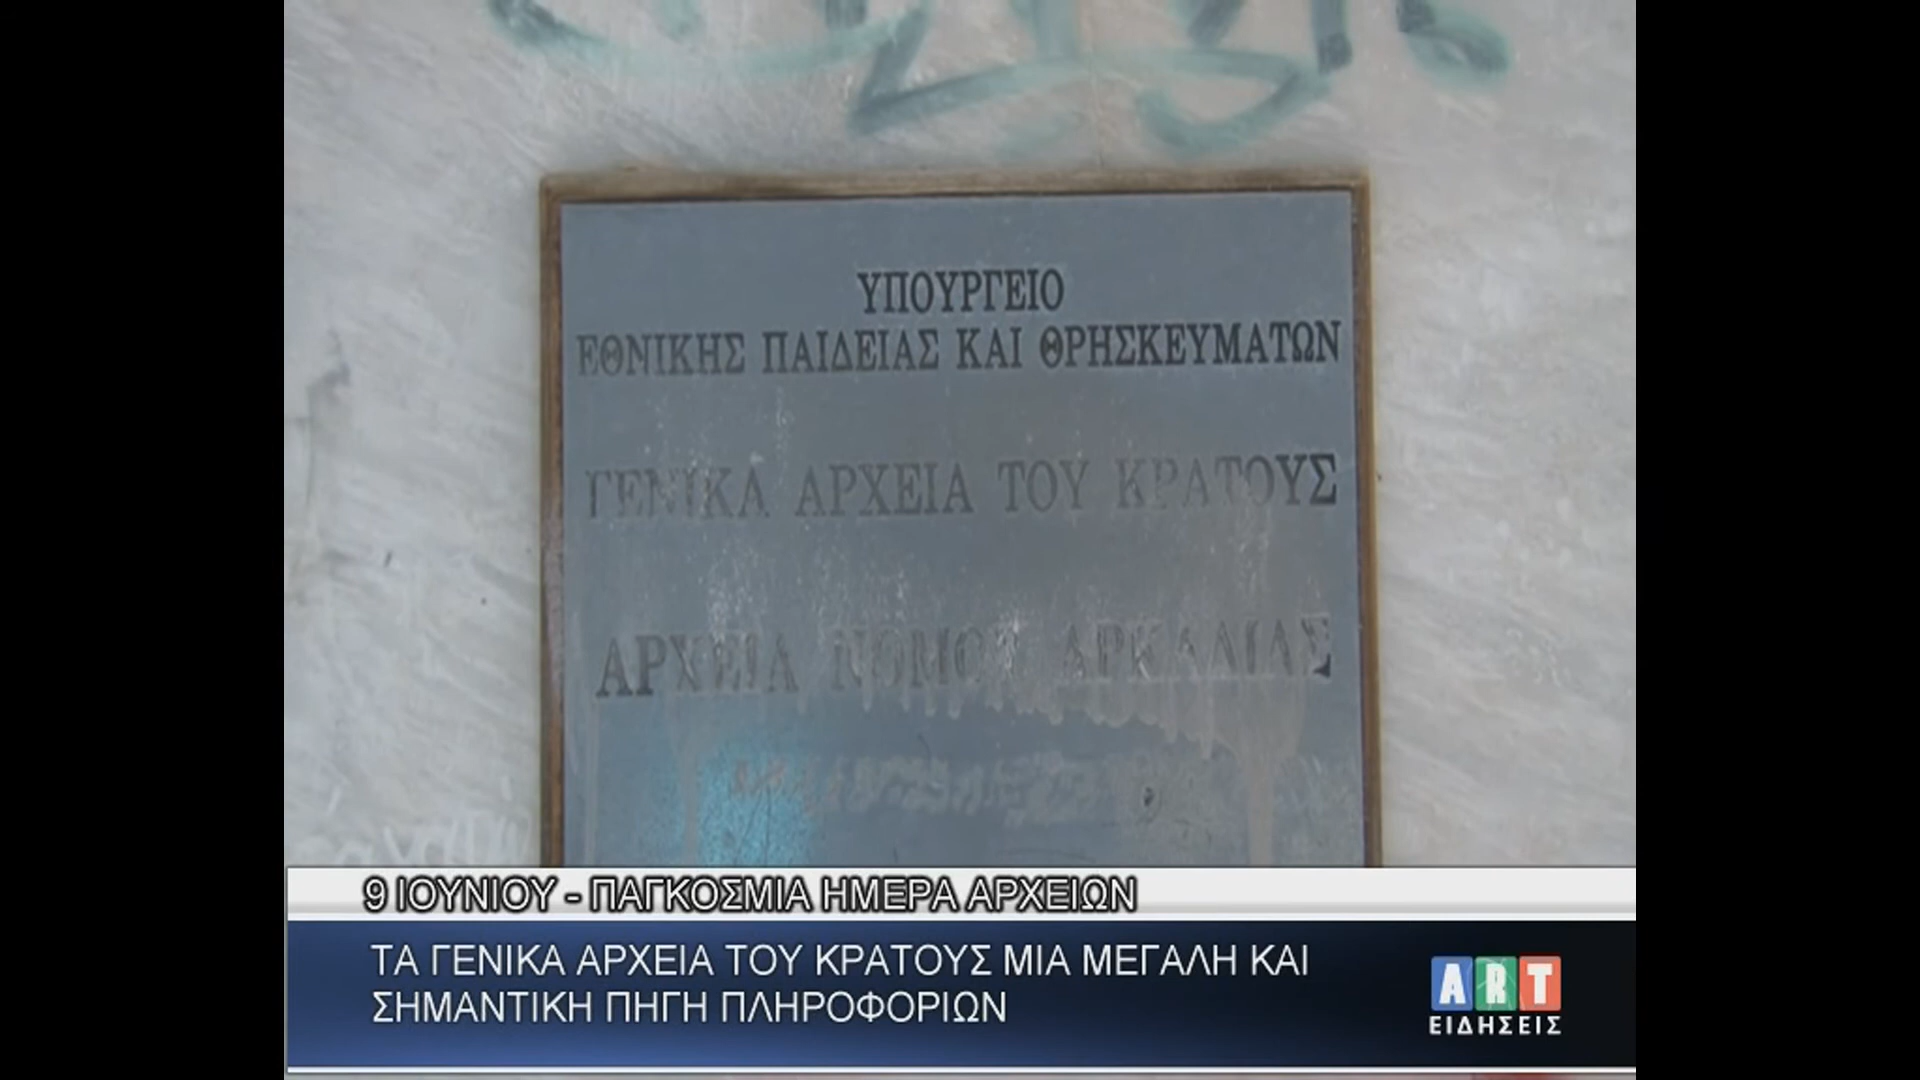 ΥΠΟΥΡΓΕΙΟ
ΕΘΝΙΚΗΣ ΠΑΙΔΕΙΑΣ ΚΑΙ ΘΡΗΣΚΕΥΜΑΤΩΝ
ΓΕΝΙΚΑ ΑΡΧΕΙΑ ΤΟΥ ΚΡΑΤΟΥΣ
ΑΡΧΕΙΑ ΝΟΜΟΥ ΑΡΚΑΔΙΑΣ
9 ΙΟΥΝΙΟΥ - ΠΑΓΚΟΣΜΙΑ ΗΜΕΡΑ ΑΡΧΕΙΩΝ
ΤΑ ΓΕΝΙΚΑ ΑΡΧΕΙΑ ΤΟΥ ΚΡΑΤΟΥΣ ΜΙΑ ΜΕΓΑΛΗ ΚΑΙ
ΣΗΜΑΝΤΙΚΗ ΠΗΓΗ ΠΛΗΡΟΦΟΡΙΩΝ
ART
ΕΙΔΗΣΕΙΣ